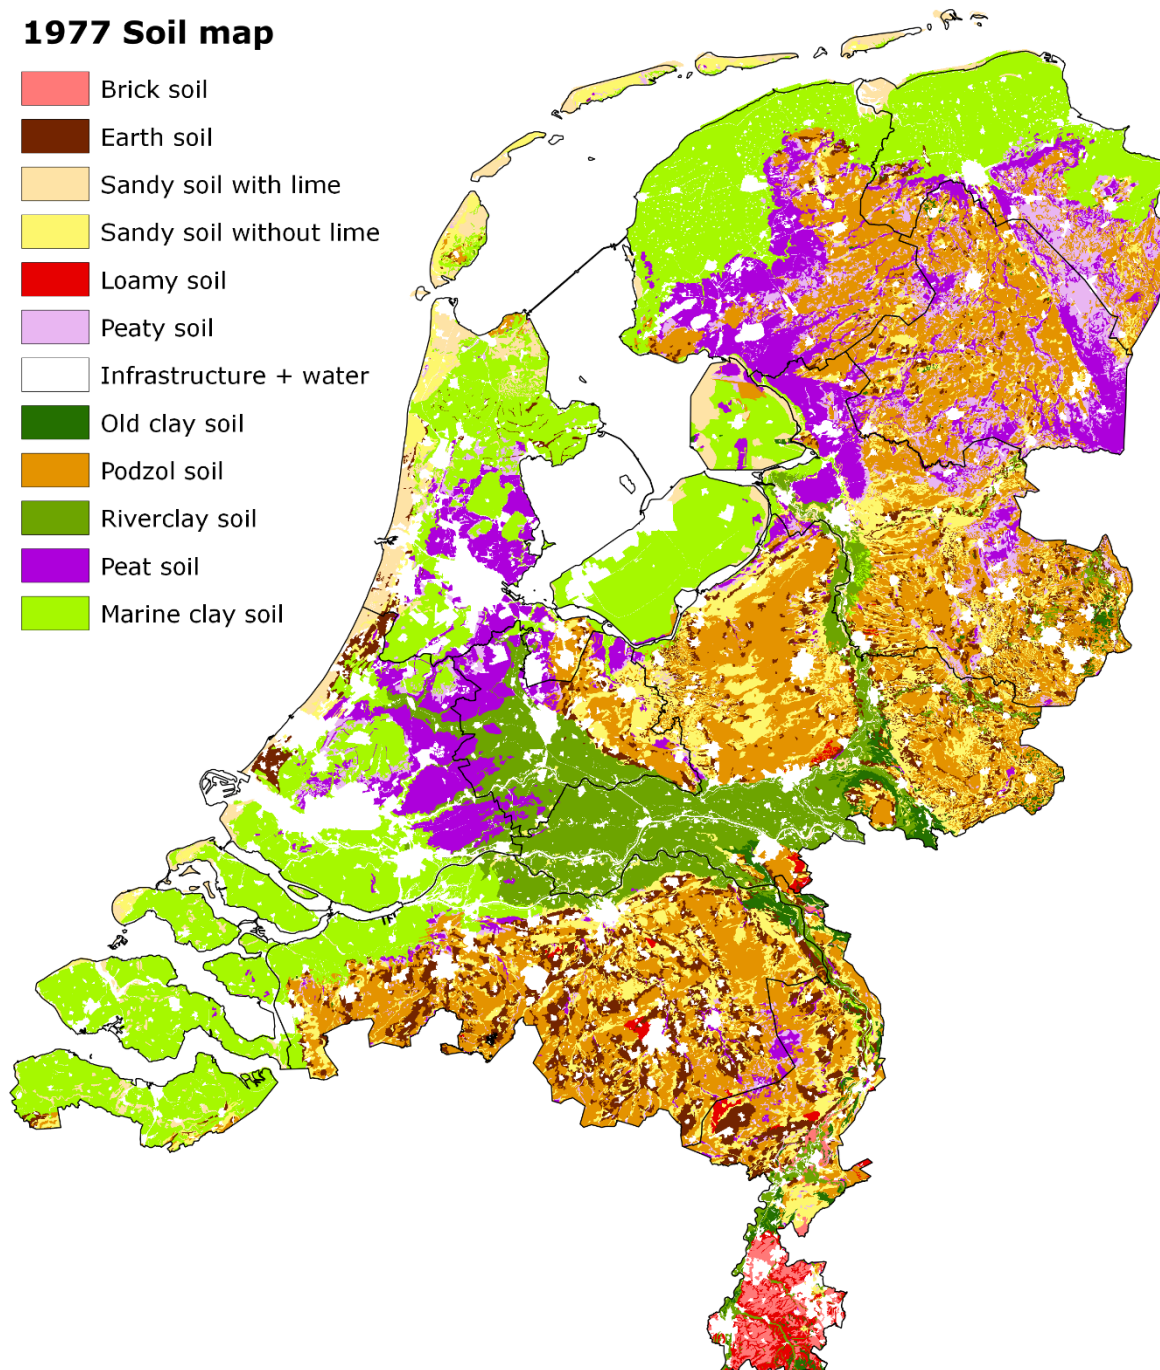 1977 Soil map
Brick soil
Earth soil
Sandy soil with lime
Sandy soil without lime
Loamy soil
Peaty soil
Infrastructure + water
Old clay soil
Podzol soil
Riverclay soil
Peat soil
Marine clay soil